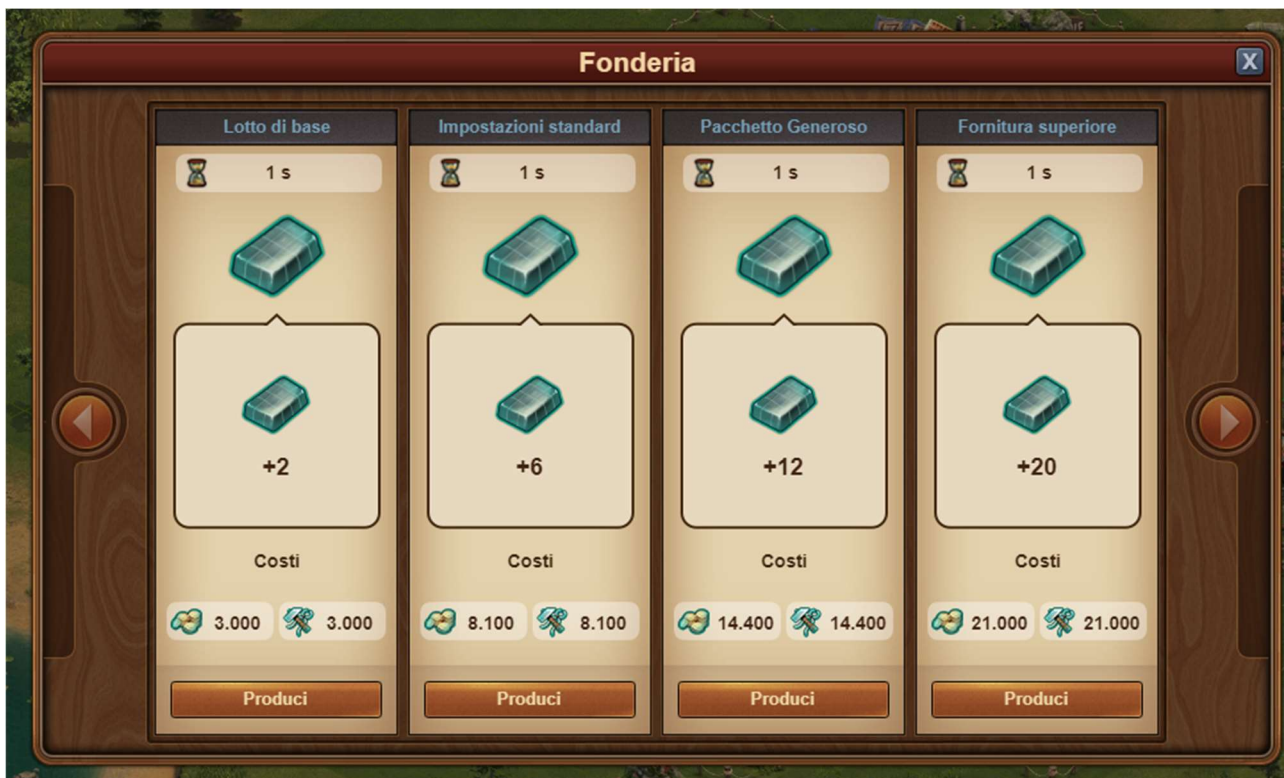 Fonderia
X
Lotto di base
1 s
+2
Costi
3.000 3.000
Produci
Impostazioni standard
1 s
+6
Costi
8.100 8.100
Produci
Pacchetto Generoso
1 s
+12
Costi
14.400 14.400
Produci
Fornitura superiore
1 s
+20
Costi
21.000 21.000
Produci